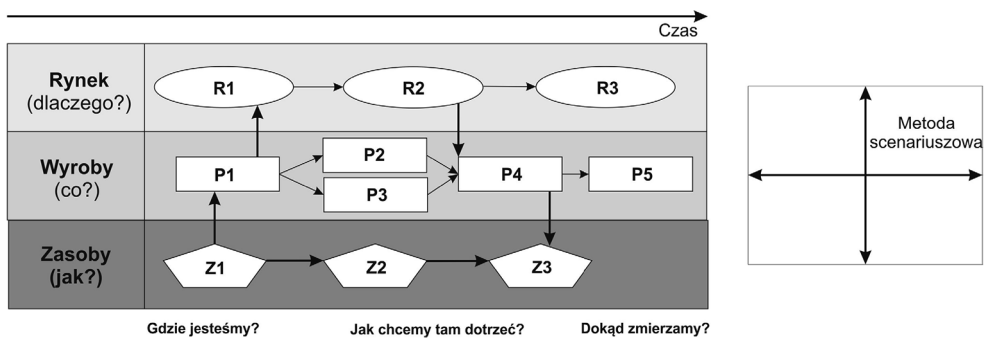 Czas
Rynek
(dlaczego?)
R1
R2
R3
Wyroby
(co?)
P1
P2
P3
P4
P5
Zasoby
(jak?)
Z1
Z2
Z3
Gdzie jesteśmy?
Jak chcemy tam dotrzeć?
Dokąd zmierzamy?
Metoda
scenariuszowa